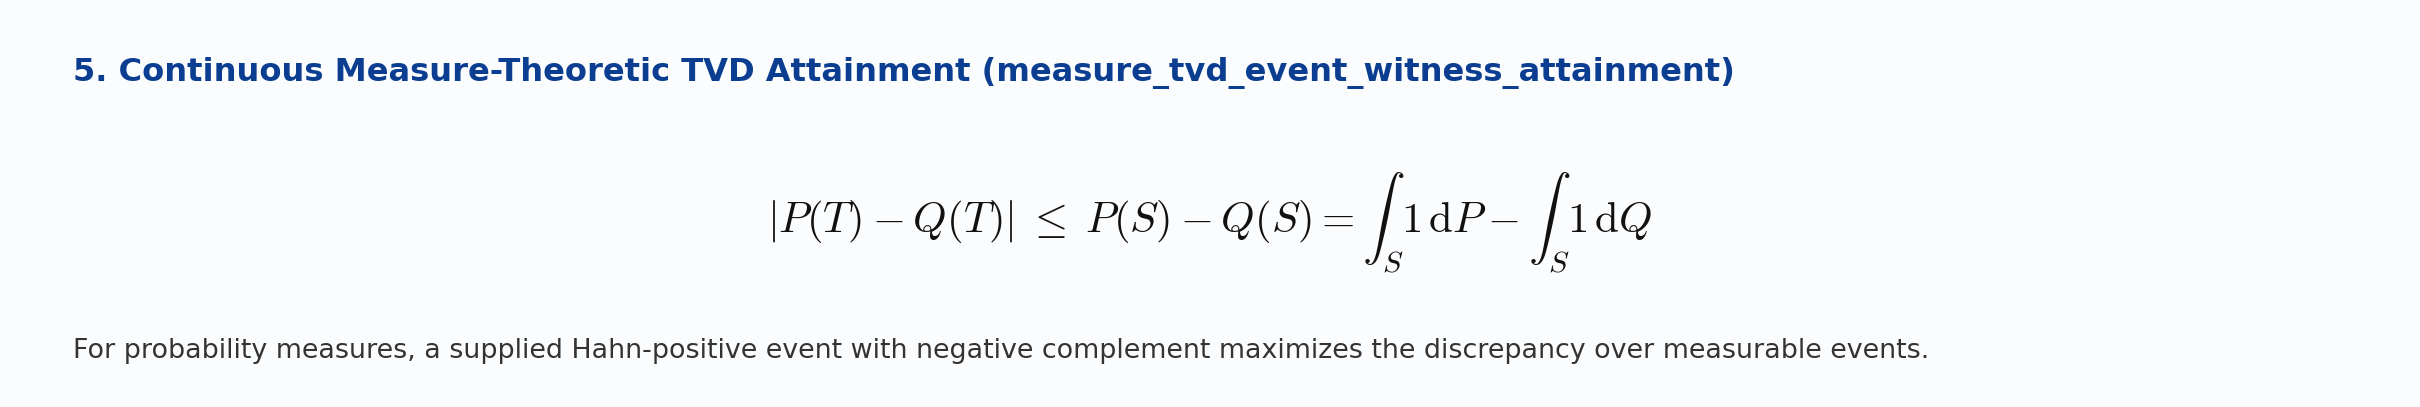 5. Continuous Measure-Theoretic TVD Attainment (measure_tvd_event_witness_attainment)
|P(T) − Q(T)| ≤ P(S) − Q(S) = ∫_S 1 dP − ∫_S 1 dQ
For probability measures, a supplied Hahn-positive event with negative complement maximizes the discrepancy over measurable events.